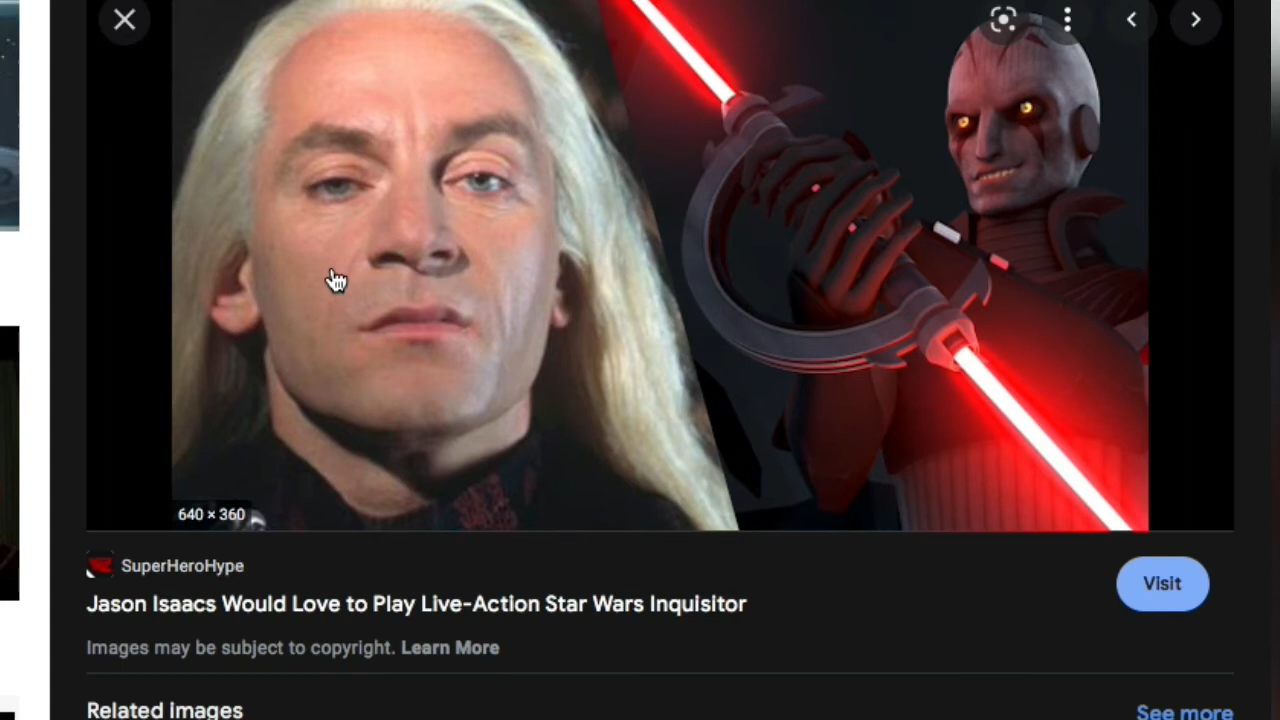 640 × 360
SuperHeroHype
Visit
Jason Isaacs Would Love to Play Live-Action Star Wars Inquisitor
Images may be subject to copyright. Learn More
Related images
See more